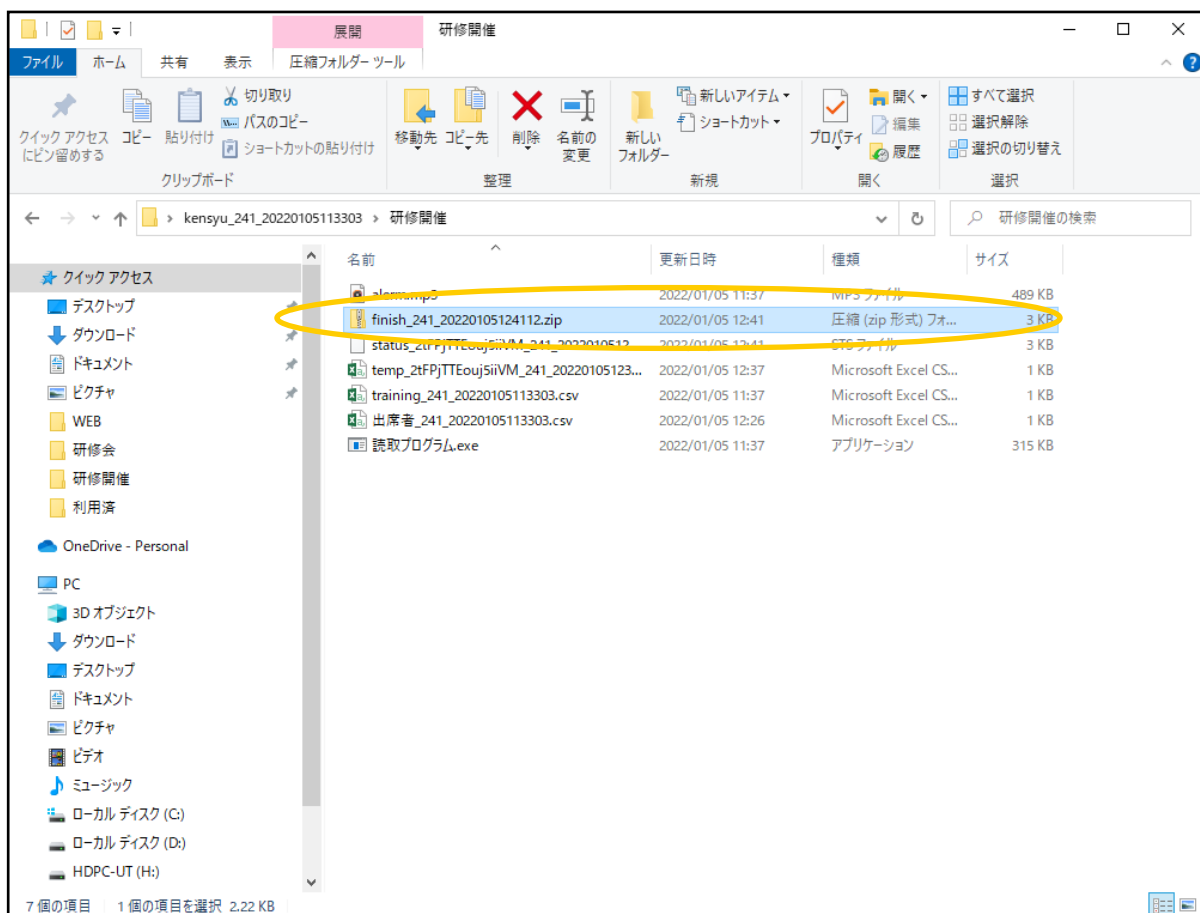 展開 研修開催
ファイル ホーム 共有 表示 圧縮フォルダー ツール
クイック アクセスにピン留めする
コピー
貼り付け
切り取り
パスのコピー
ショートカットの貼り付け
移動先
コピー先
削除
名前の変更
新しいフォルダー
新しいアイテム
ショートカット
プロパティ
開く
編集
履歴
すべて選択
選択解除
選択の切り替え
クリップボード 整理 新規 開く 選択
kensyu_241_20220105113303 › 研修開催 研修開催の検索
クイック アクセス
デスクトップ
ダウンロード
ドキュメント
ピクチャ
WEB
研修会
研修開催
利用済
OneDrive - Personal
PC
3D オブジェクト
ダウンロード
デスクトップ
ドキュメント
ピクチャ
ビデオ
ミュージック
ローカル ディスク (C:)
ローカル ディスク (D:)
HDPC-UT (H:)
名前 更新日時 種類 サイズ
alerm.mp3 2022/01/05 11:37 MP3 ファイル 489 KB
finish_241_20220105124112.zip 2022/01/05 12:41 圧縮 (zip 形式) フォ... 3 KB
status_2tFPjTTEouj5iiVM_241_2022010512... 2022/01/05 12:41 STS ファイル 3 KB
temp_2tFPjTTEouj5iiVM_241_20220105123... 2022/01/05 12:37 Microsoft Excel CS... 1 KB
training_241_20220105113303.csv 2022/01/05 11:37 Microsoft Excel CS... 1 KB
出席者_241_20220105113303.csv 2022/01/05 12:26 Microsoft Excel CS... 1 KB
読取プログラム.exe 2022/01/05 11:37 アプリケーション 315 KB
7 個の項目 1 個の項目を選択 2.22 KB